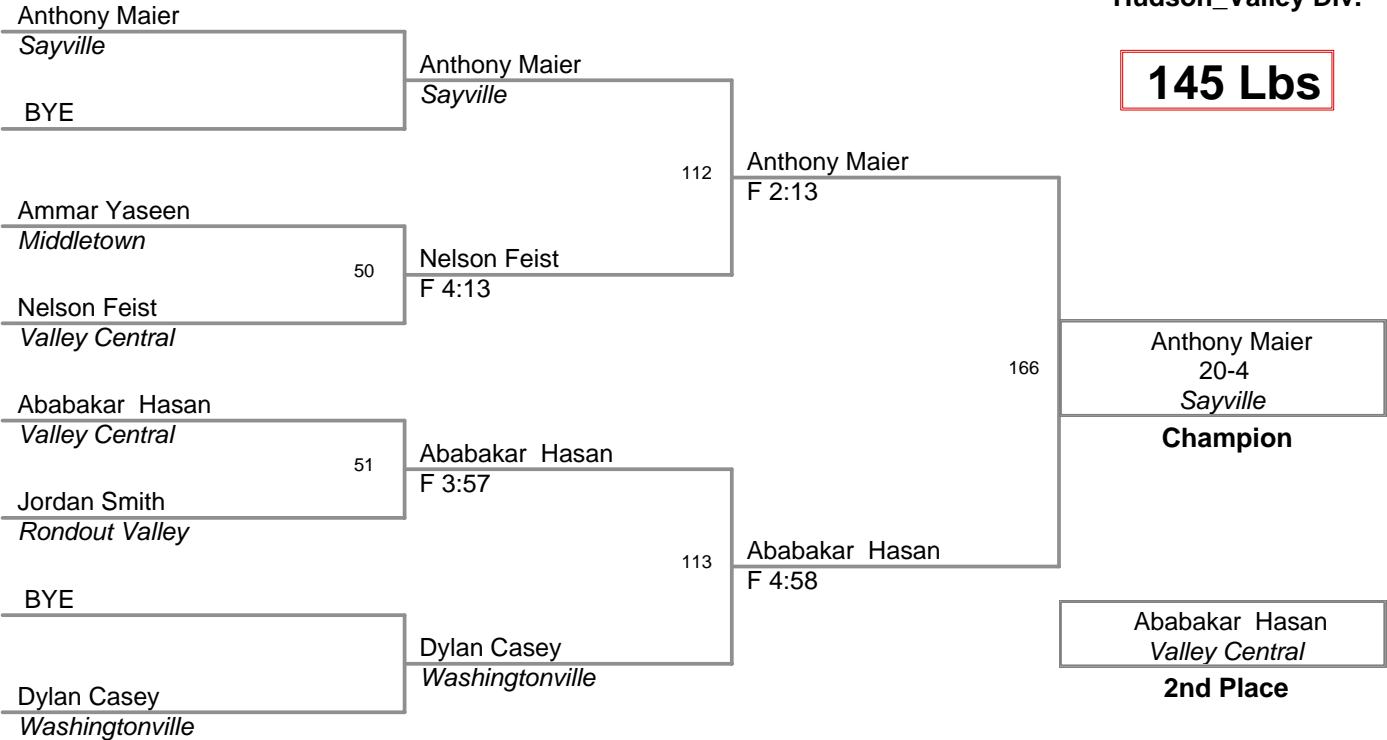 Hudson_Valley Div.
145 Lbs
Anthony Maier
Sayville
BYE
Ammar Yaseen
Middletown
50
Nelson Feist
Valley Central
Ababakar  Hasan
Valley Central
51
Jordan Smith
Rondout Valley
BYE
Dylan Casey
Washingtonville
Anthony Maier
Sayville
112
Nelson Feist
F 4:13
Ababakar  Hasan
F 3:57
113
Dylan Casey
Washingtonville
Anthony Maier
F 2:13
166
Ababakar  Hasan
F 4:58
Anthony Maier
20-4
Sayville
Champion
Ababakar  Hasan
Valley Central
2nd Place